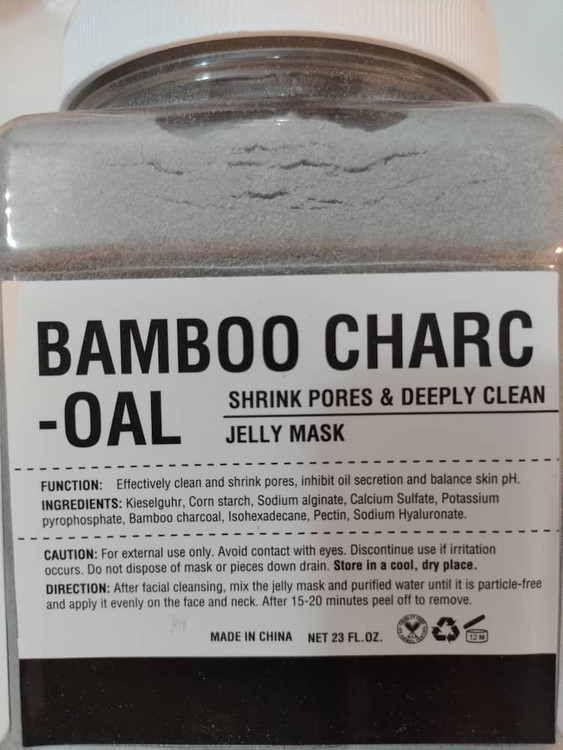 BAMBOO CHARC
-OAL
SHRINK PORES & DEEPLY CLEAN
JELLY MASK
FUNCTION: Effectively clean and shrink pores, inhibit oil secretion and balance skin pH.
INGREDIENTS: Kieselguhr, Corn starch, Sodium alginate, Calcium Sulfate, Potassium
pyrophosphate, Bamboo charcoal, Isohexadecane, Pectin, Sodium Hyaluronate.
CAUTION: For external use only. Avoid contact with eyes. Discontinue use if irritation
occurs. Do not dispose of mask or pieces down drain. Store in a cool, dry place.
DIRECTION: After facial cleansing, mix the jelly mask and purified water until it is particle-free
and apply it evenly on the face and neck. After 15-20 minutes peel off to remove.
MADE IN CHINA NET 23 FL.OZ. 12 M